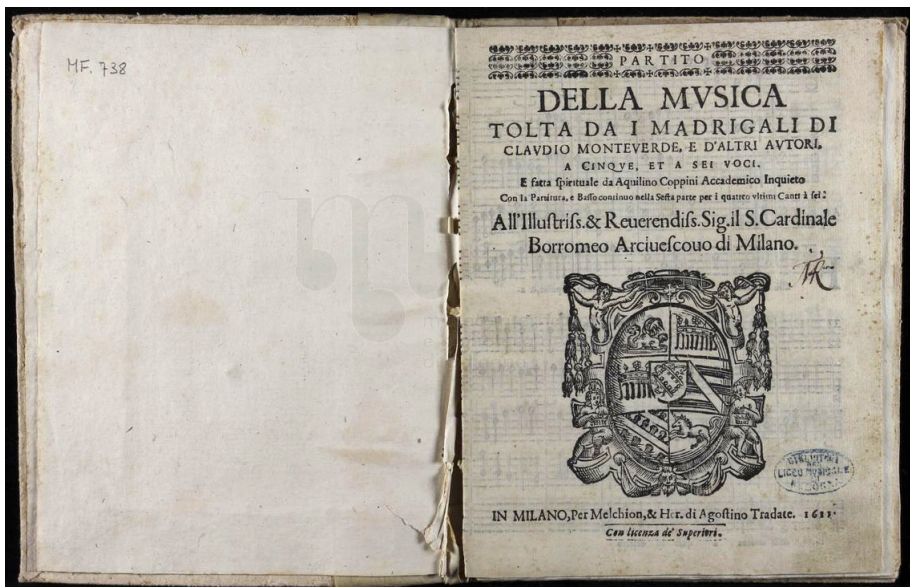 MF. 738
PARTITO
DELLA MVSICA
TOLTA DA I MADRIGALI DI
CLAVDIO MONTEVERDE, E D'ALTRI AVTORI,
A CINQVE, ET A SEI VOCI.
E fatta ſpirituale da Aquilino Coppini Accademico Inquieto
Con la Partitura, e Baſſo continuo nella Seſta parte per i quattro vltimi Canti à ſei.
All'Illuſtriſs. & Reuerendiſs. Sig. il S. Cardinale
Borromeo Arciueſcouo di Milano.
LICEO MUSICALE
IN MILANO, Per Melchion, & Her. di Agoſtino Tradate. 1611.
Con licenza de' Superiori.